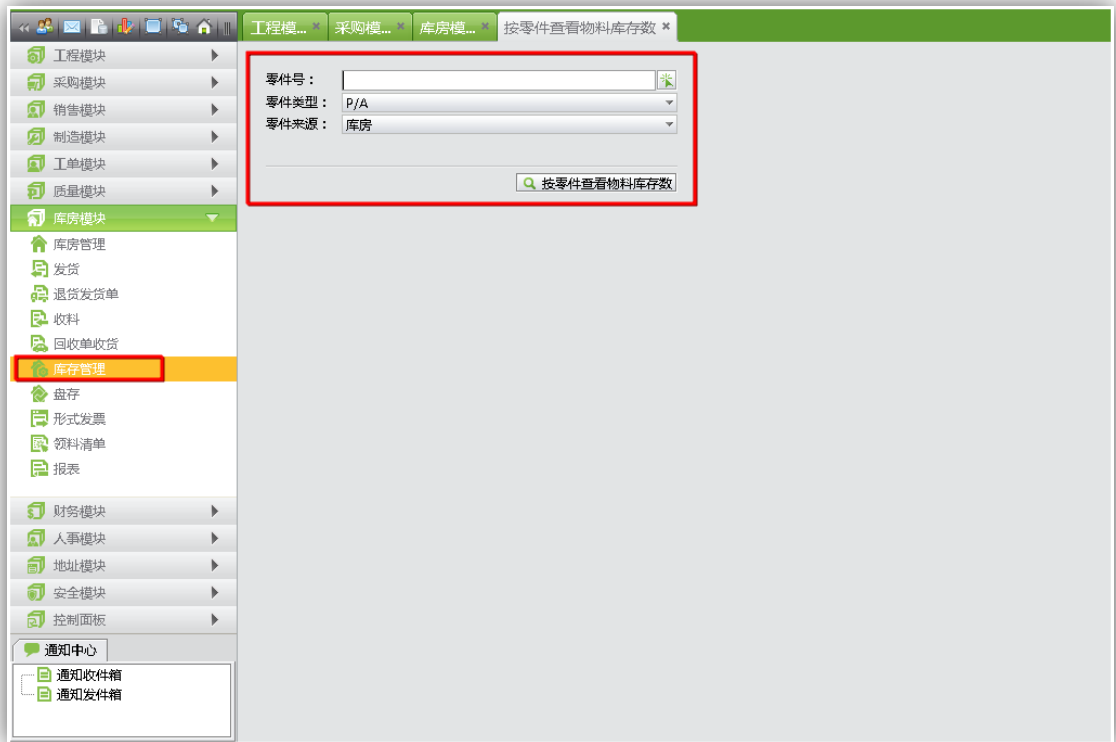 工程模... 采购模... 库房模... 按零件查看物料库存数
工程模块
采购模块
销售模块
制造模块
工单模块
质量模块
库房模块
库房管理
发货
退货发货单
收料
回收单收货
库存管理
盘存
形式发票
领料清单
报表
财务模块
人事模块
地址模块
安全模块
控制面板
通知中心
通知收件箱
通知发件箱
零件号：
零件类型： P/A
零件来源： 库房
按零件查看物料库存数